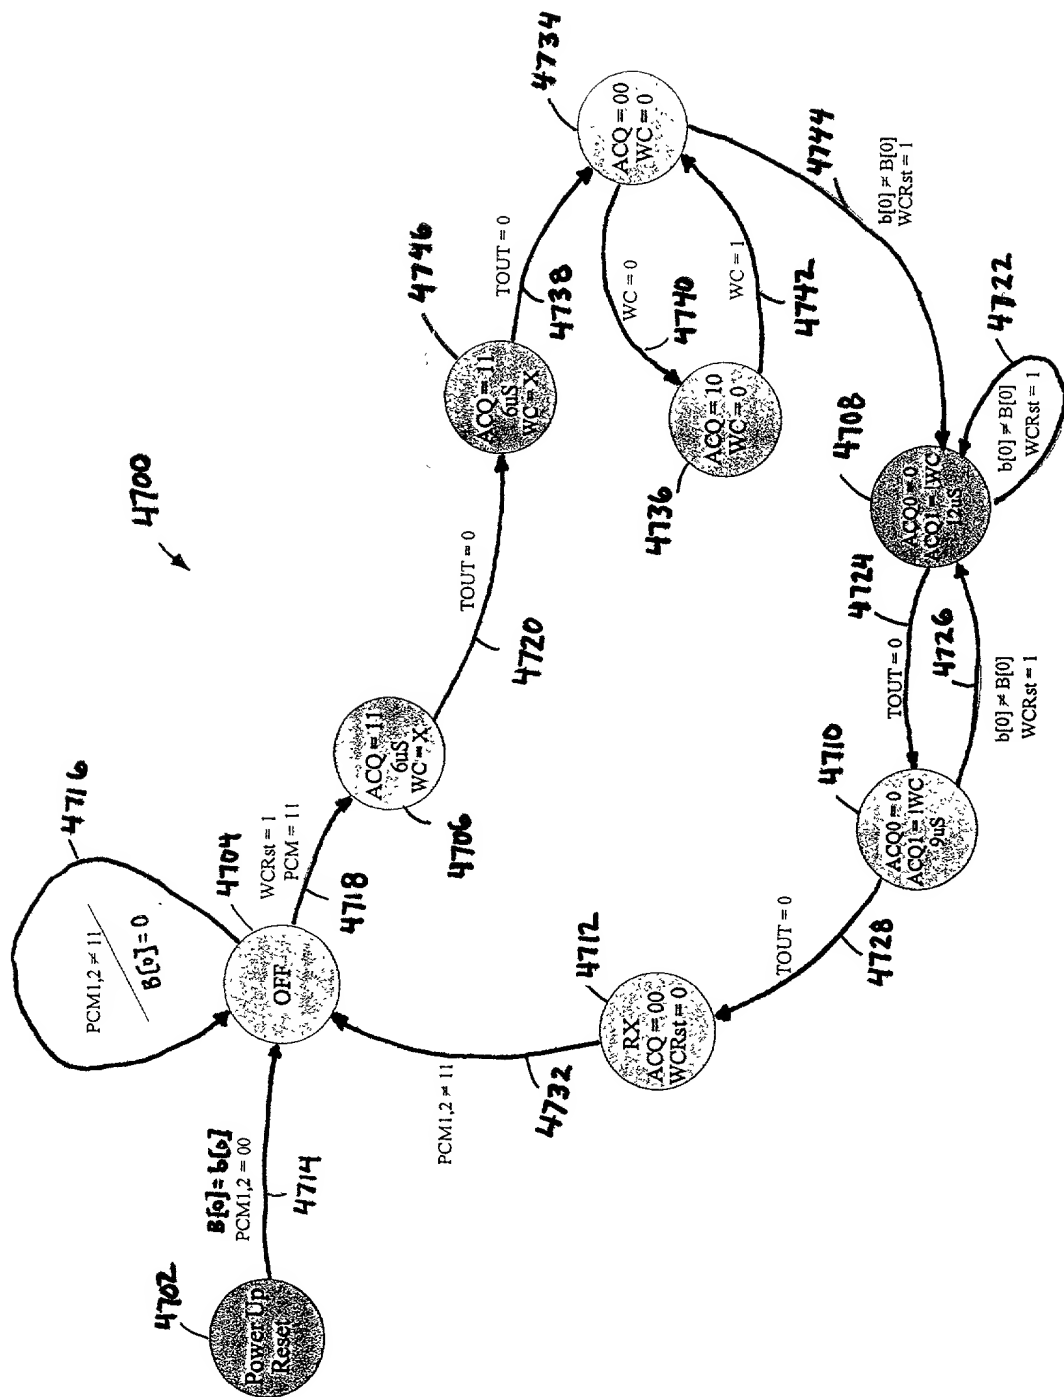 4700
4702
Power Up
Reset
B[0]=b[0]
PCM1,2 = 00
4714
4716
PCM1,2 ≠ 11
B[0]=0
4704
OFF
WCRst = 1
PCM = 11
4718
ACQ = 11
6uS
WC = X
4706
TOUT = 0
4720
4746
ACQ = 11
6uS
WC = X
TOUT = 0
4738
4734
ACQ = 00
WC = 0
WC = 0
4740
WC = 1
4742
ACQ = 10
WC = 0
4736
4744
b[0] ≠ B[0]
WCRst = 1
4708
ACQ0 = 0
ACQ1 = !WC
12uS
b[0] ≠ B[0]
WCRst = 1
4722
4724
TOUT = 0
4726
b[0] ≠ B[0]
WCRst = 1
4710
ACQ0 = 0
ACQ1 = !WC
9uS
TOUT = 0
4728
4712
RX
ACQ = 00
WCRst = 0
PCM1,2 ≠ 11
4732